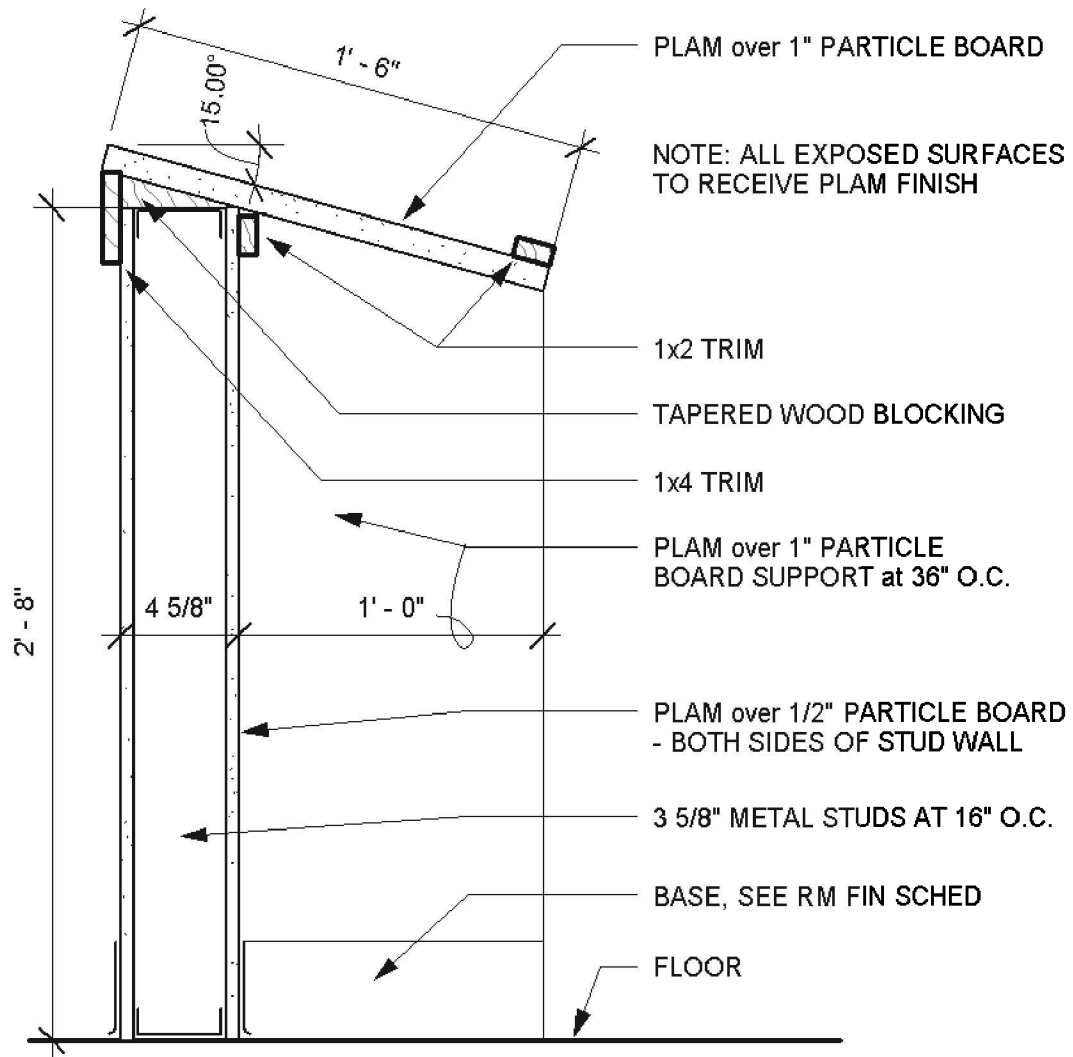 1' - 6"
15.00°
PLAM over 1" PARTICLE BOARD
NOTE: ALL EXPOSED SURFACES
TO RECEIVE PLAM FINISH
1x2 TRIM
TAPERED WOOD BLOCKING
1x4 TRIM
PLAM over 1" PARTICLE
BOARD SUPPORT at 36" O.C.
2' - 8"
4 5/8"
1' - 0"
PLAM over 1/2" PARTICLE BOARD
- BOTH SIDES OF STUD WALL
3 5/8" METAL STUDS AT 16" O.C.
BASE, SEE RM FIN SCHED
FLOOR